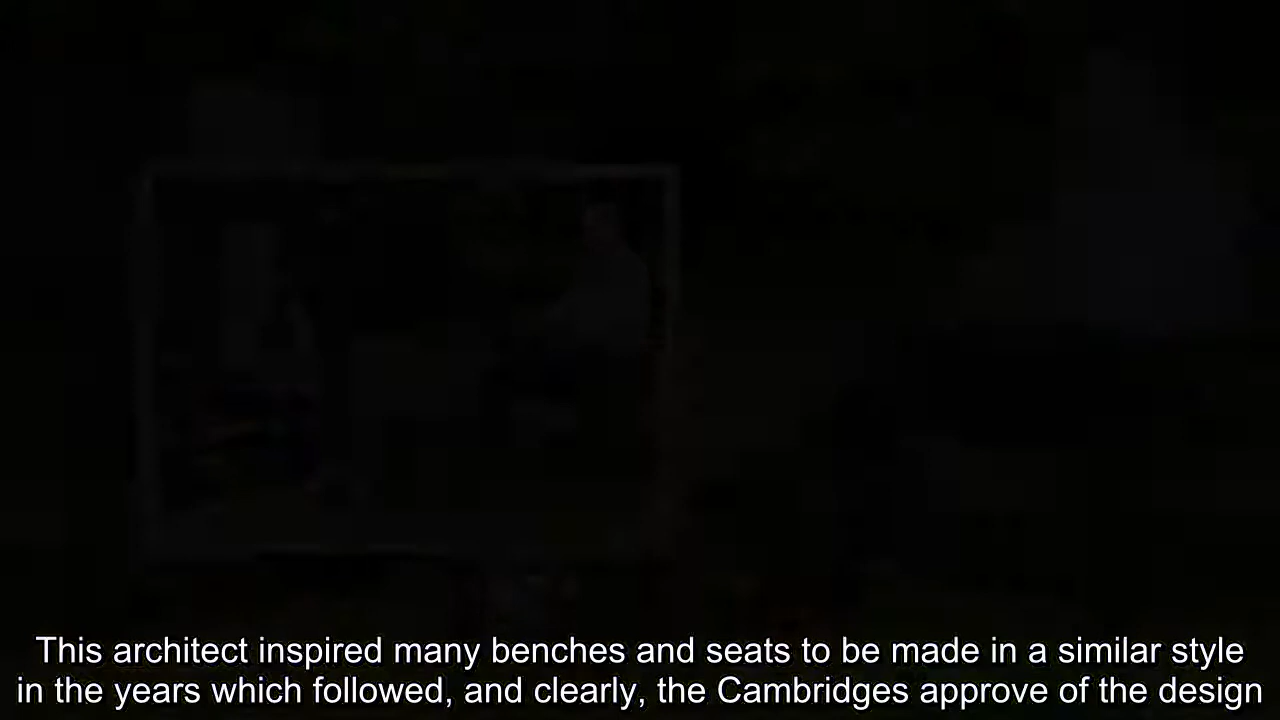 This architect inspired many benches and seats to be made in a similar style
in the years which followed, and clearly, the Cambridges approve of the design